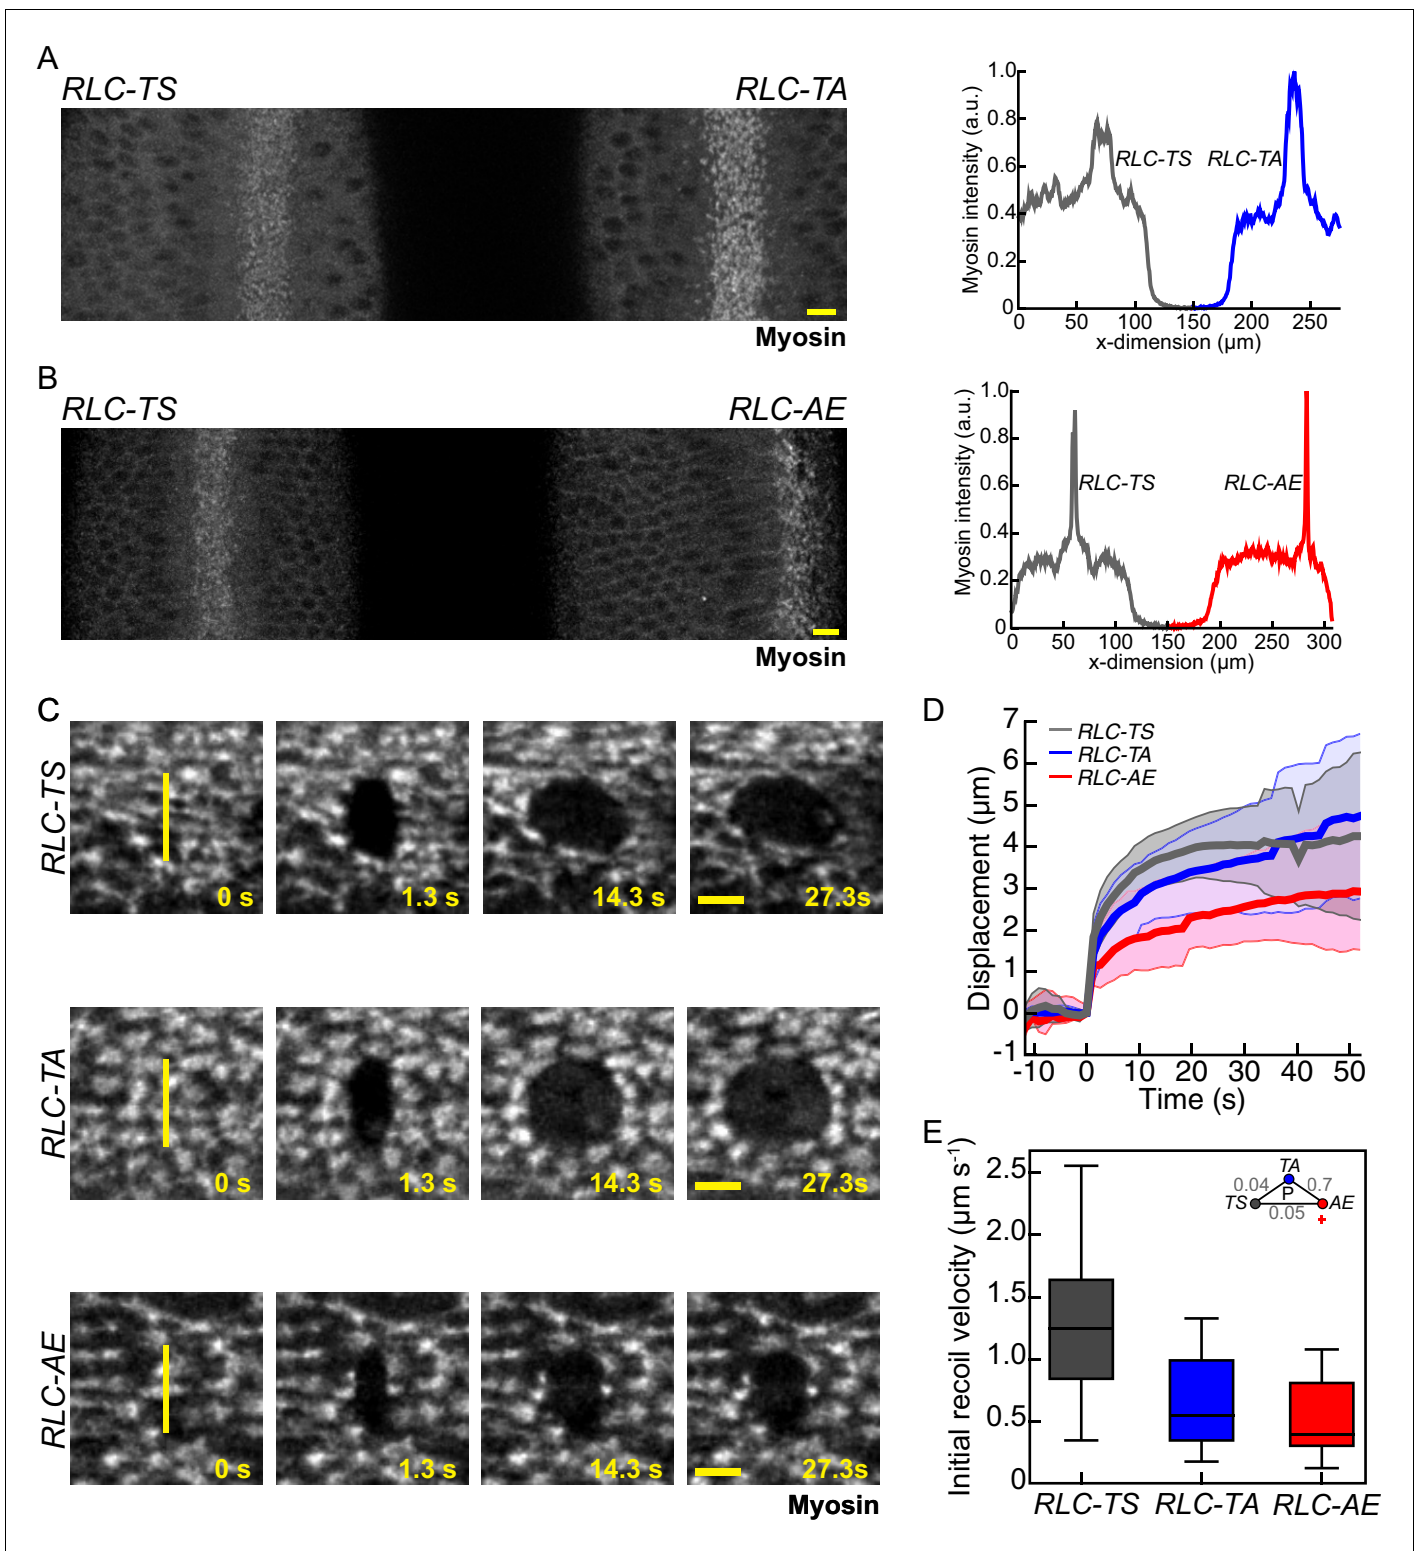 A
RLC-TS RLC-TA
Myosin
Myosin intensity (a.u.)
1.0
0.8
0.6
0.4
0.2
0
RLC-TS RLC-TA
0 50 100 150 200 250
x-dimension (µm)
B
RLC-TS RLC-AE
Myosin
Myosin intensity (a.u.)
1.0
0.8
0.6
0.4
0.2
0
RLC-TS RLC-AE
0 50 100 150 200 250 300
x-dimension (µm)
C
RLC-TS
0 s 1.3 s 14.3 s 27.3s
RLC-TA
0 s 1.3 s 14.3 s 27.3s
RLC-AE
0 s 1.3 s 14.3 s 27.3s
Myosin
D
Displacement (µm)
7
6
5
4
3
2
1
0
-1
RLC-TS
RLC-TA
RLC-AE
-10 0 10 20 30 40 50
Time (s)
E
Initial recoil velocity (µm s-1)
2.5
2.0
1.5
1.0
0.5
0
TA
0.04 P 0.7
TS AE
0.05
RLC-TS RLC-TA RLC-AE